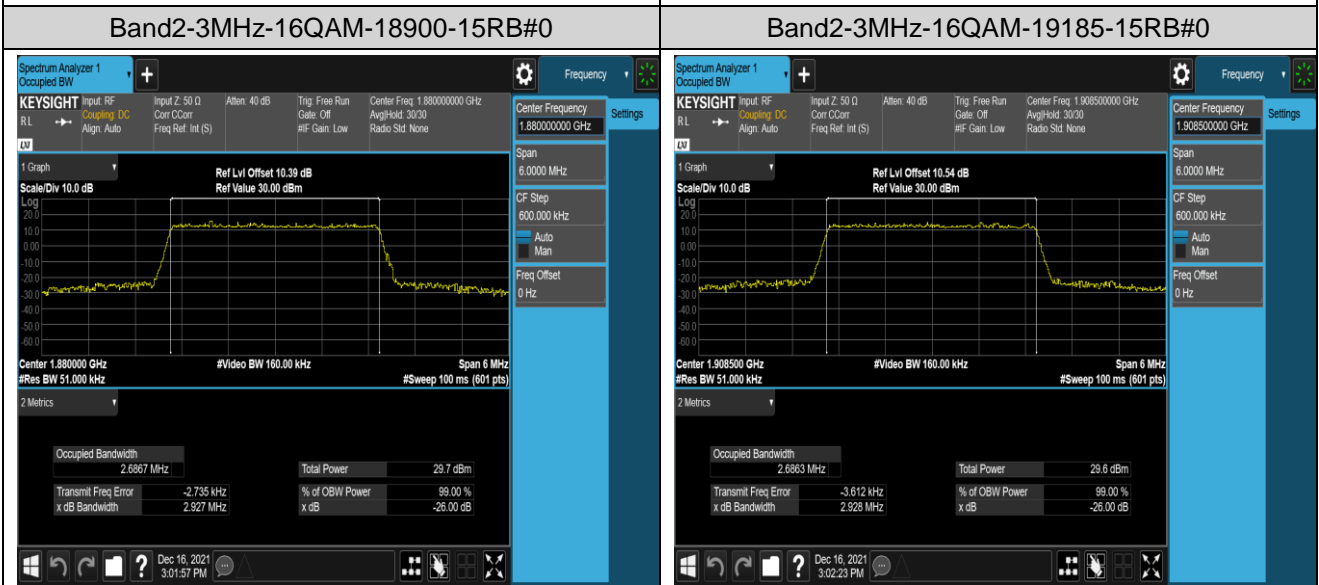 Band2-3MHz-16QAM-18900-15RB#0
Spectrum Analyzer 1
Occupied BW
+
Frequency
KEYSIGHT
RL
LXI
Input: RF
Coupling: DC
Align: Auto
Input Z: 50 Ω
Corr CCorr
Freq Ref: Int (S)
Atten: 40 dB
Trig: Free Run
Gate: Off
#IF Gain: Low
Center Freq: 1.880000000 GHz
Avg|Hold: 30/30
Radio Std: None
Center Frequency
1.880000000 GHz
Settings
Span
6.0000 MHz
CF Step
600.000 kHz
Auto
Man
Freq Offset
0 Hz
1 Graph
Scale/Div 10.0 dB
Ref Lvl Offset 10.39 dB
Ref Value 30.00 dBm
Log
20.0
10.0
0.00
-10.0
-20.0
-30.0
-40.0
-50.0
-60.0
Center 1.880000 GHz
#Res BW 51.000 kHz
#Video BW 160.00 kHz
Span 6 MHz
#Sweep 100 ms (601 pts)
2 Metrics
Occupied Bandwidth
2.6867 MHz
Total Power 29.7 dBm
Transmit Freq Error -2.735 kHz
% of OBW Power 99.00 %
x dB Bandwidth 2.927 MHz
x dB -26.00 dB
?
Dec 16, 2021
3:01:57 PM
Band2-3MHz-16QAM-19185-15RB#0
Spectrum Analyzer 1
Occupied BW
+
Frequency
KEYSIGHT
RL
LXI
Input: RF
Coupling: DC
Align: Auto
Input Z: 50 Ω
Corr CCorr
Freq Ref: Int (S)
Atten: 40 dB
Trig: Free Run
Gate: Off
#IF Gain: Low
Center Freq: 1.908500000 GHz
Avg|Hold: 30/30
Radio Std: None
Center Frequency
1.908500000 GHz
Settings
Span
6.0000 MHz
CF Step
600.000 kHz
Auto
Man
Freq Offset
0 Hz
1 Graph
Scale/Div 10.0 dB
Ref Lvl Offset 10.54 dB
Ref Value 30.00 dBm
Log
20.0
10.0
0.00
-10.0
-20.0
-30.0
-40.0
-50.0
-60.0
Center 1.908500 GHz
#Res BW 51.000 kHz
#Video BW 160.00 kHz
Span 6 MHz
#Sweep 100 ms (601 pts)
2 Metrics
Occupied Bandwidth
2.6863 MHz
Total Power 29.6 dBm
Transmit Freq Error -3.612 kHz
% of OBW Power 99.00 %
x dB Bandwidth 2.928 MHz
x dB -26.00 dB
?
Dec 16, 2021
3:02:23 PM